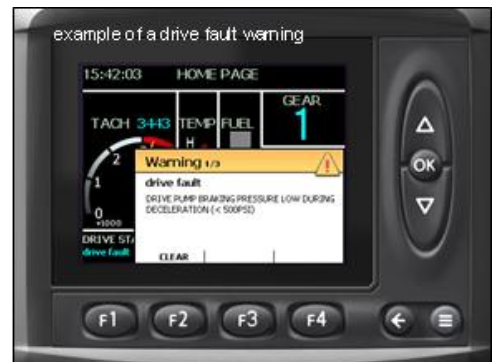 example of a drive fault warning
15:42:03 HOME PAGE
GEAR
TACH 3443 TEMP FUEL 1
H
2
1
0
×1000
Warning 1/3
drive fault
DRIVE PUMP BRAKING PRESSURE LOW DURING
DECELERATION (< 500PSI)
DRIVE STA
drive fault
CLEAR
OK
F1 F2 F3 F4